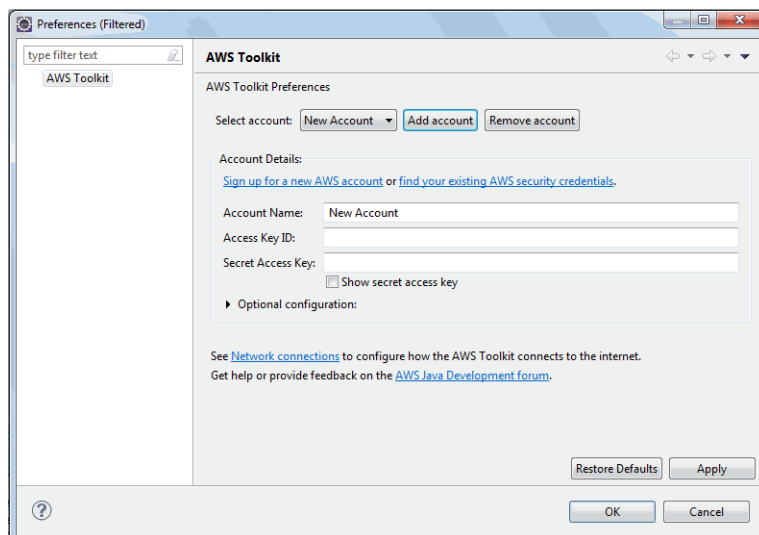 Preferences (Filtered)
type filter text
AWS Toolkit
AWS Toolkit
AWS Toolkit Preferences
Select account: New Account Add account Remove account
Account Details:
Sign up for a new AWS account or find your existing AWS security credentials.
Account Name: New Account
Access Key ID:
Secret Access Key:
Show secret access key
Optional configuration:
See Network connections to configure how the AWS Toolkit connects to the internet.
Get help or provide feedback on the AWS Java Development forum.
Restore Defaults Apply
? OK Cancel